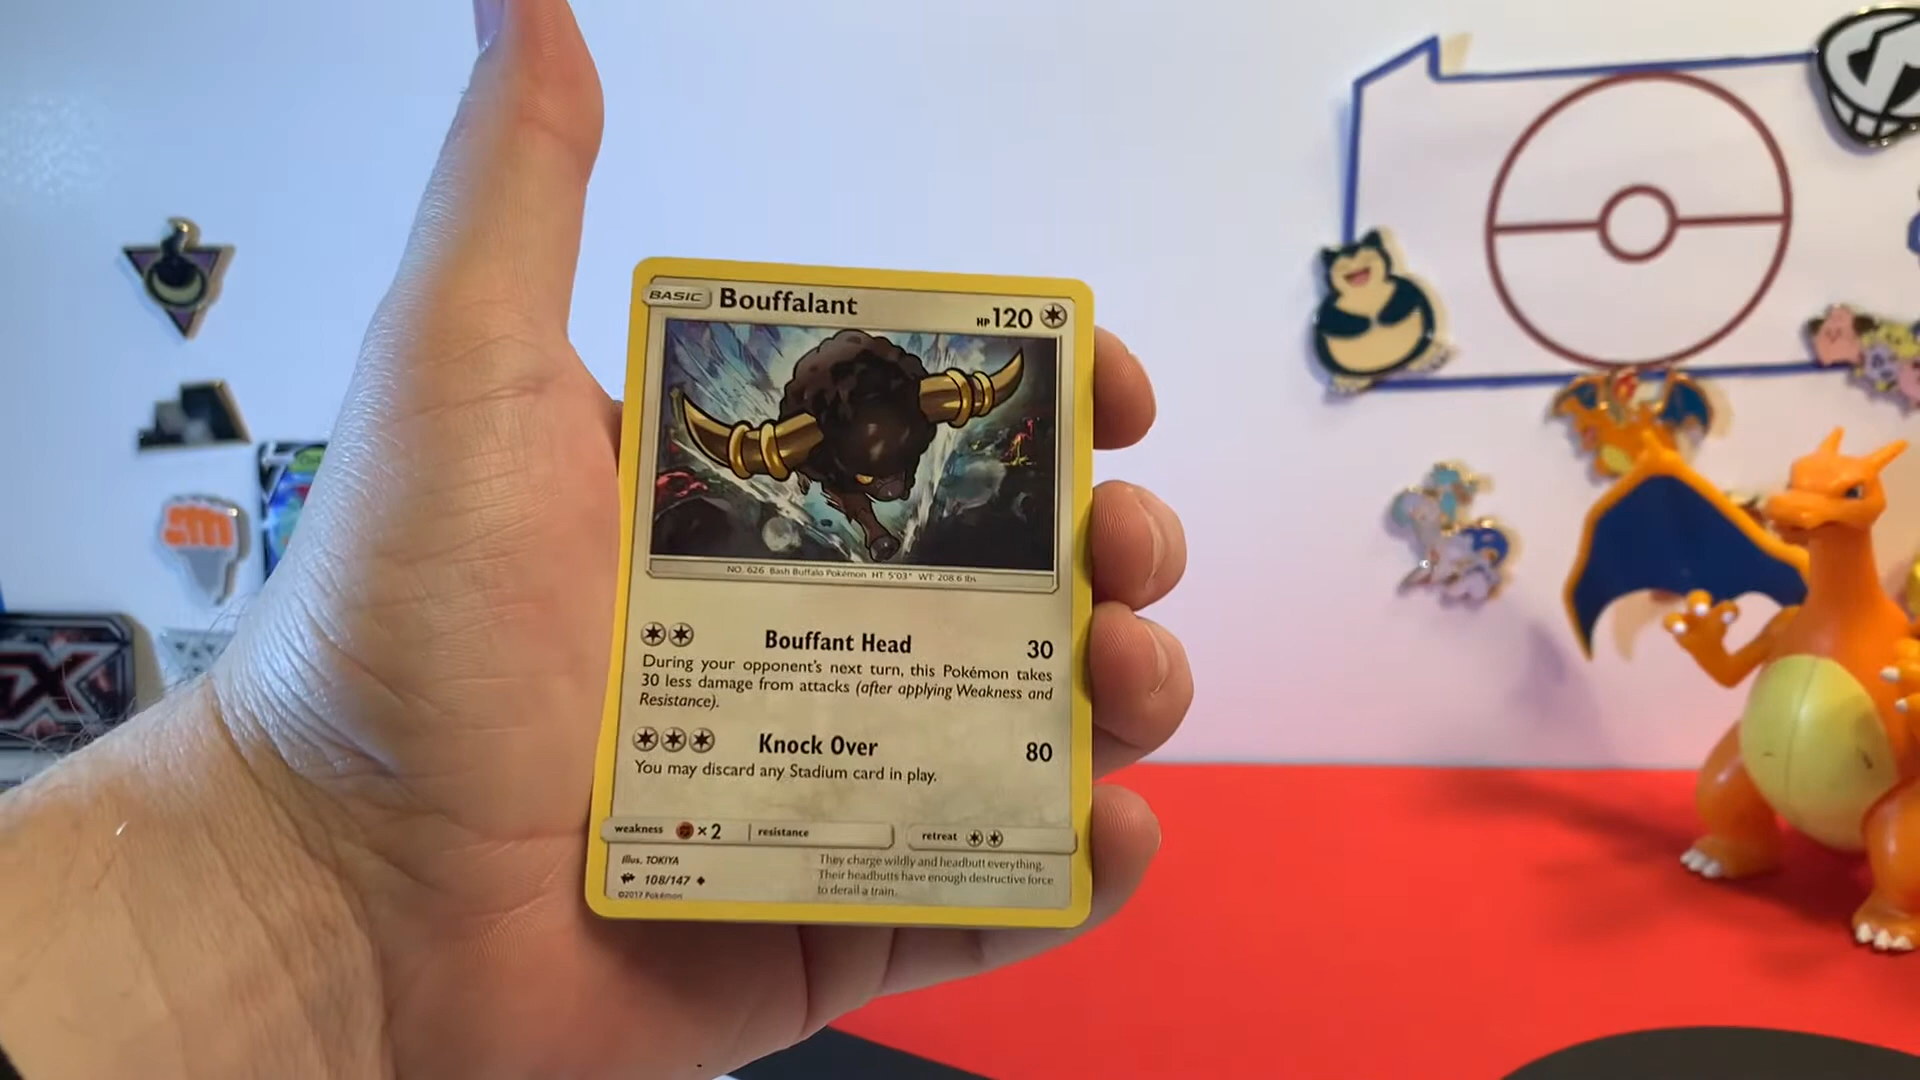 BASIC Bouffalant HP 120
NO. 626 Bash Buffalo Pokémon HT: 5'03" WT: 208.6 lbs
Bouffant Head 30
During your opponent's next turn, this Pokémon takes
30 less damage from attacks (after applying Weakness and
Resistance).
Knock Over 80
You may discard any Stadium card in play.
weakness × 2 resistance retreat
Illus. TOKIYA
108/147
©2017 Pokémon
They charge wildly and headbutt everything.
Their headbutts have enough destructive force
to derail a train.